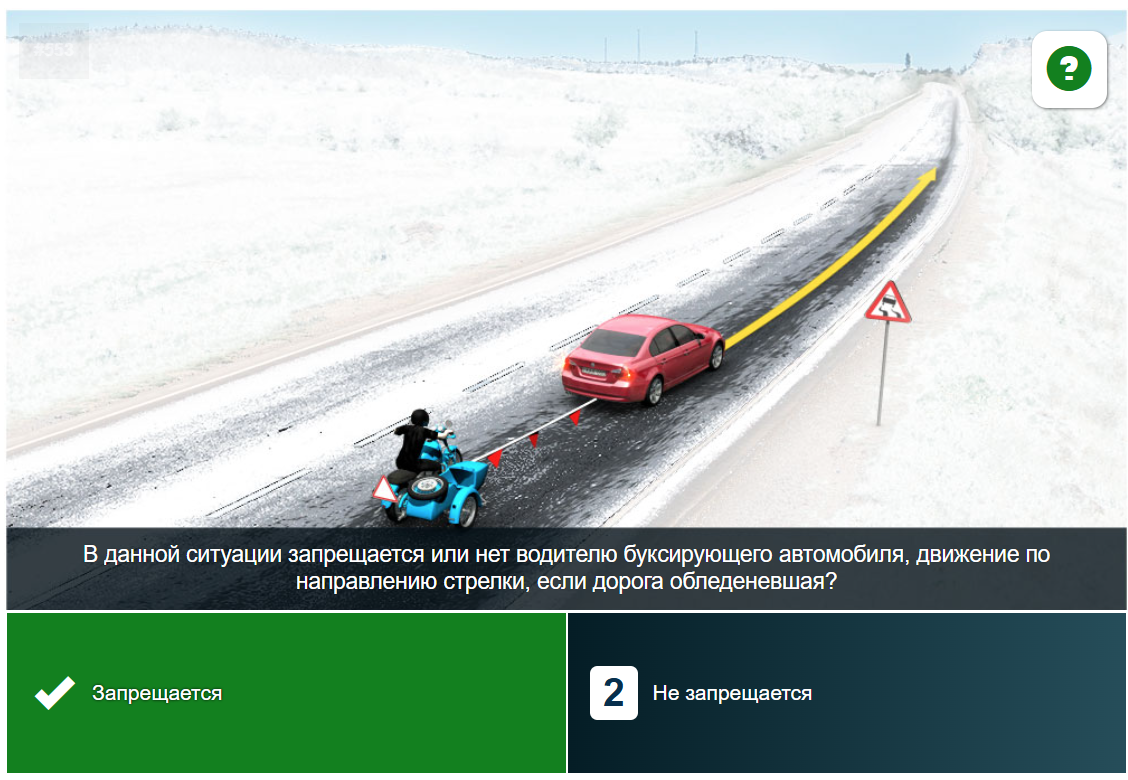 #553
?
В данной ситуации запрещается или нет водителю буксирующего автомобиля, движение по
направлению стрелки, если дорога обледеневшая?
Запрещается
2 Не запрещается